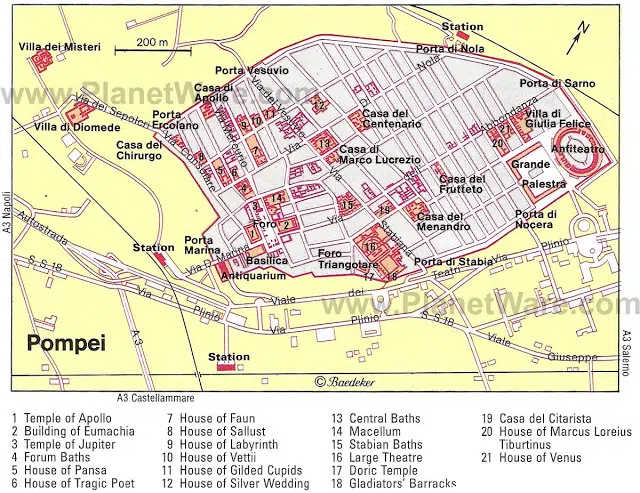 Station
Villa dei Misteri
200 m
N
Porta di Nola
Nola
Porta Vesuvio
Via del Vesuvio
www.PlanetWare.com
Casa di
Apollo
Porta di Sarno
Via dei Sepolcri
Villa di Diomede
Porta
Ercolano
Via Consolare
Via Mercurio
12
10
11
9
Casa del
Centenario
Abbondanza
Villa di
Giulia Felice
21
20
Anfiteatro
Casa del
Chirurgo
8
7
13
Casa di
Marco Lucrezio
Via
Via
5
6
4
Grande
Palestra
Casa del
Frutteto
3
14
Foro
2
1
15
19
Casa del
Menandro
Porta di
Nocera
Stabiana
A3 Napoli
Autostrada
S.S.18
Station
Porta
Marina
Via Marina
Basilica
Antiquarium
Foro
Triangolare
16
17
18
Porta di Stabia
Plinio
Viale dei Teatri
Via
www.PlanetWare.com
Via Plinio
Via Plinio
S.S.18
Viale
Giuseppe
A3 Salerno
Pompei
A3
Station
© Baedeker
A3 Castellammare
1 Temple of Apollo
2 Building of Eumachia
3 Temple of Jupiter
4 Forum Baths
5 House of Pansa
6 House of Tragic Poet
7 House of Faun
8 House of Sallust
9 House of Labyrinth
10 House of Vettii
11 House of Gilded Cupids
12 House of Silver Wedding
13 Central Baths
14 Macellum
15 Stabian Baths
16 Large Theatre
17 Doric Temple
18 Gladiators' Barracks
19 Casa del Citarista
20 House of Marcus Loreius
Tiburtinus
21 House of Venus